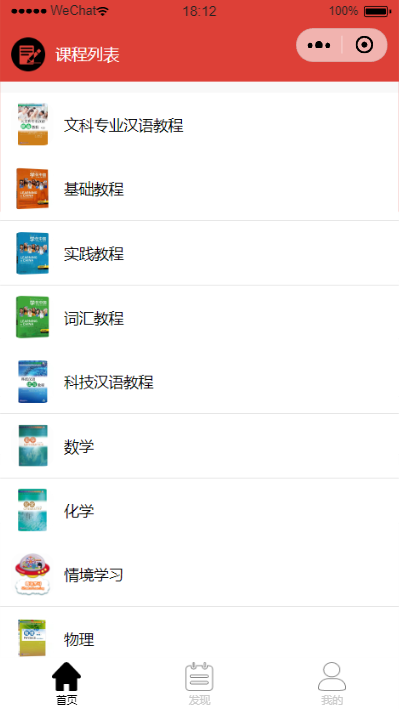 WeChat
18:12
100%
课程列表
文科专业汉语教程
基础教程
实践教程
词汇教程
科技汉语教程
数学
化学
情境学习
物理
首页
发现
我的